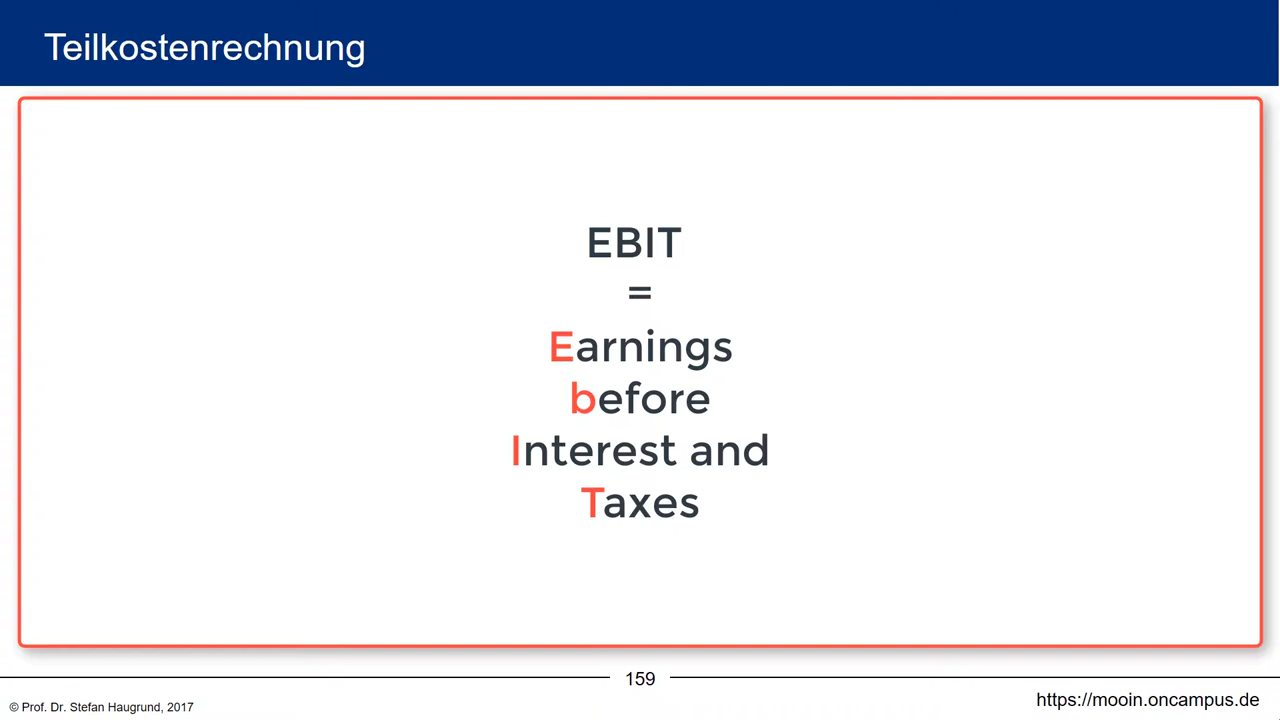 Teilkostenrechnung
EBIT
=
Earnings
before
Interest and
Taxes
159
© Prof. Dr. Stefan Haugrund, 2017
https://mooin.oncampus.de